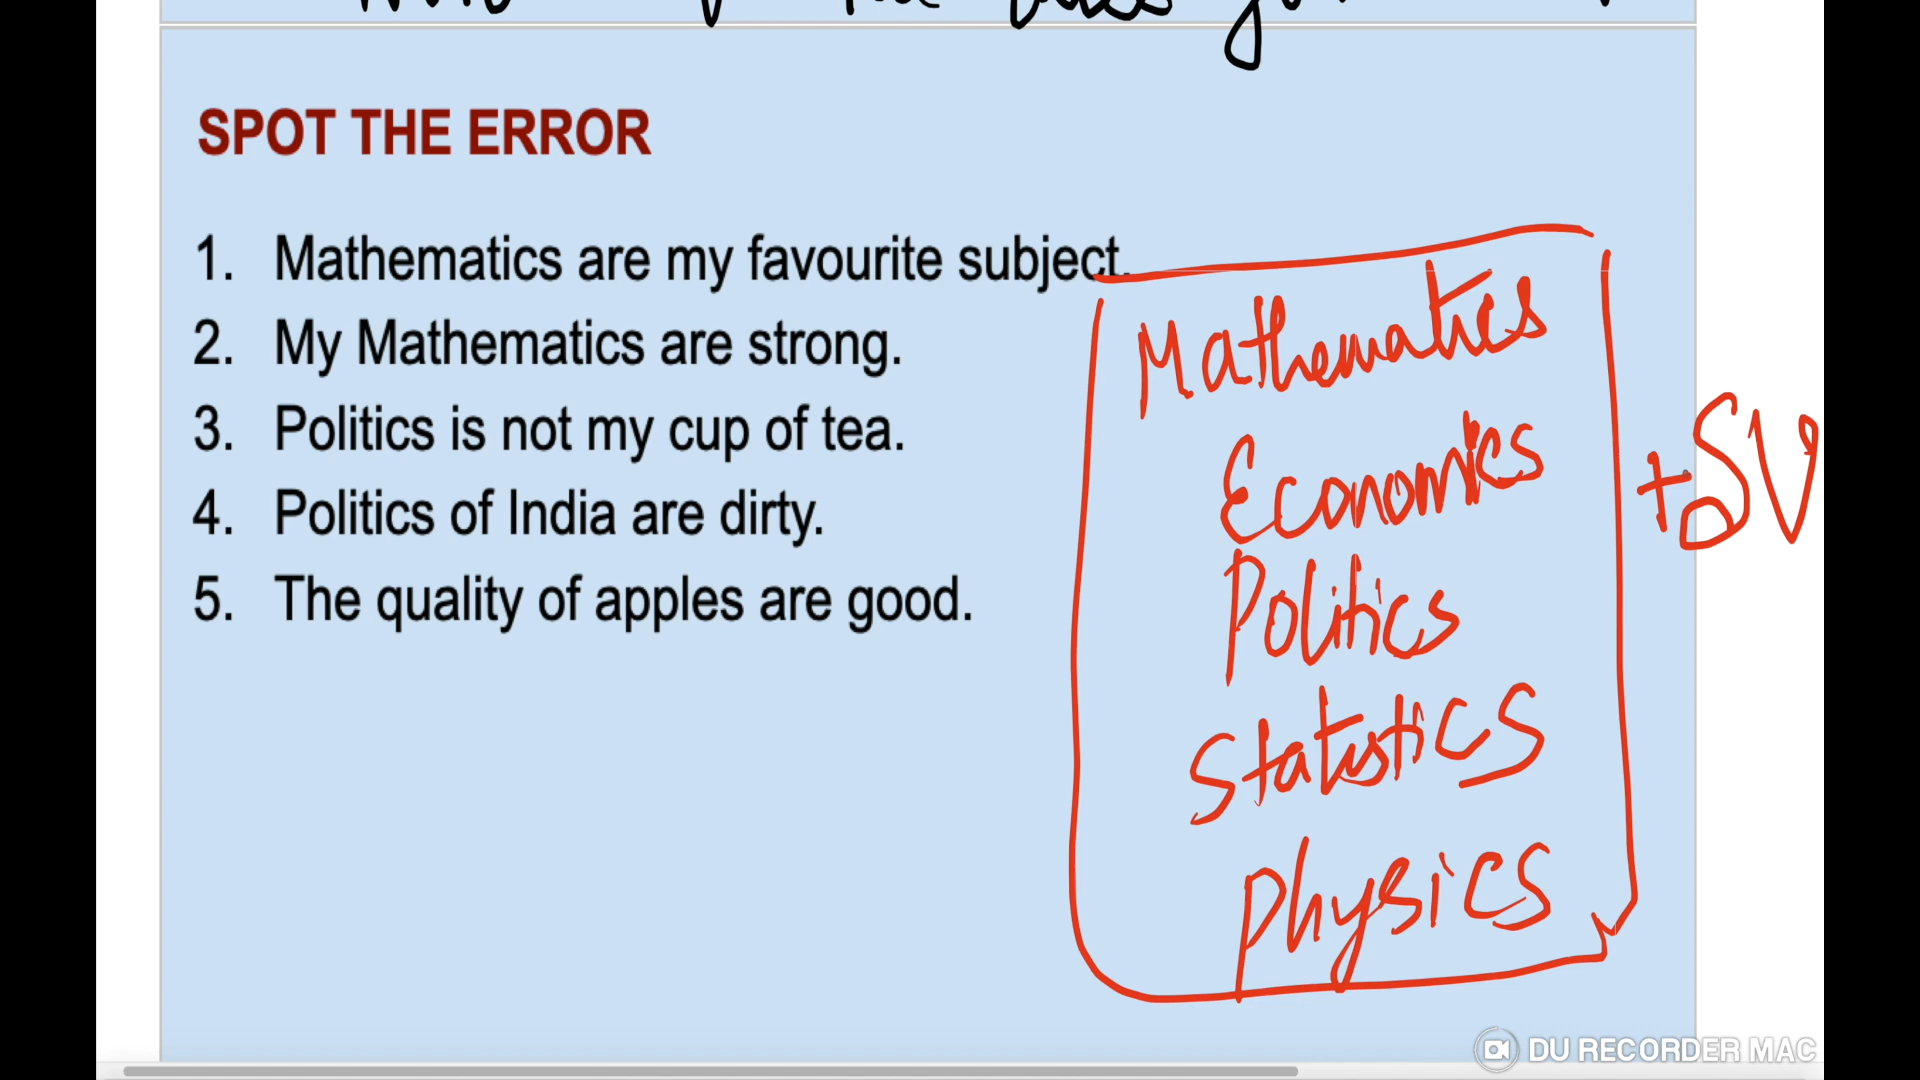 SPOT THE ERROR
1. Mathematics are my favourite subject.
2. My Mathematics are strong.
3. Politics is not my cup of tea.
4. Politics of India are dirty.
5. The quality of apples are good.
Mathematics
Economics
Politics
Statistics
Physics
+SV
DU RECORDER MAC